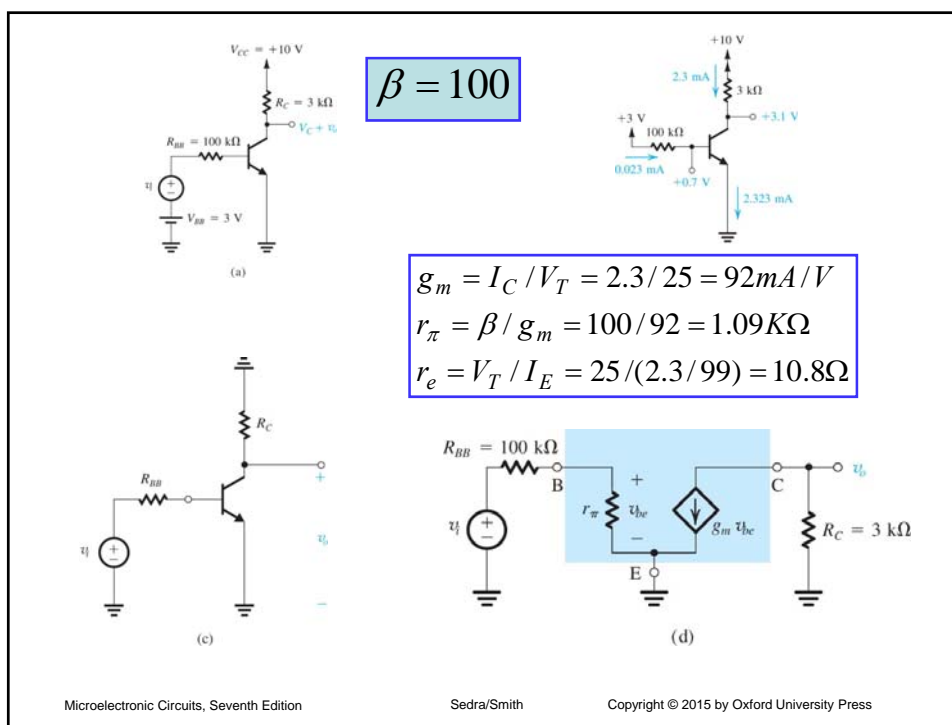 V_CC = +10 V
R_C = 3 kΩ
V_C + v_o
R_BB = 100 kΩ
v_i
+
−
V_BB = 3 V
(a)
β = 100
+10 V
2.3 mA
3 kΩ
+3.1 V
+3 V
100 kΩ
0.023 mA
+0.7 V
2.323 mA
g_m = I_C / V_T = 2.3 / 25 = 92mA/V
r_π = β / g_m = 100 / 92 = 1.09KΩ
r_e = V_T / I_E = 25 /(2.3 / 99) = 10.8Ω
R_C
R_BB
+
v_i
+
−
v_o
−
(c)
R_BB = 100 kΩ
B
C
v_o
+
r_π
v_be
g_m v_be
−
v_i
+
−
R_C = 3 kΩ
E
(d)
Microelectronic Circuits, Seventh Edition
Sedra/Smith
Copyright © 2015 by Oxford University Press